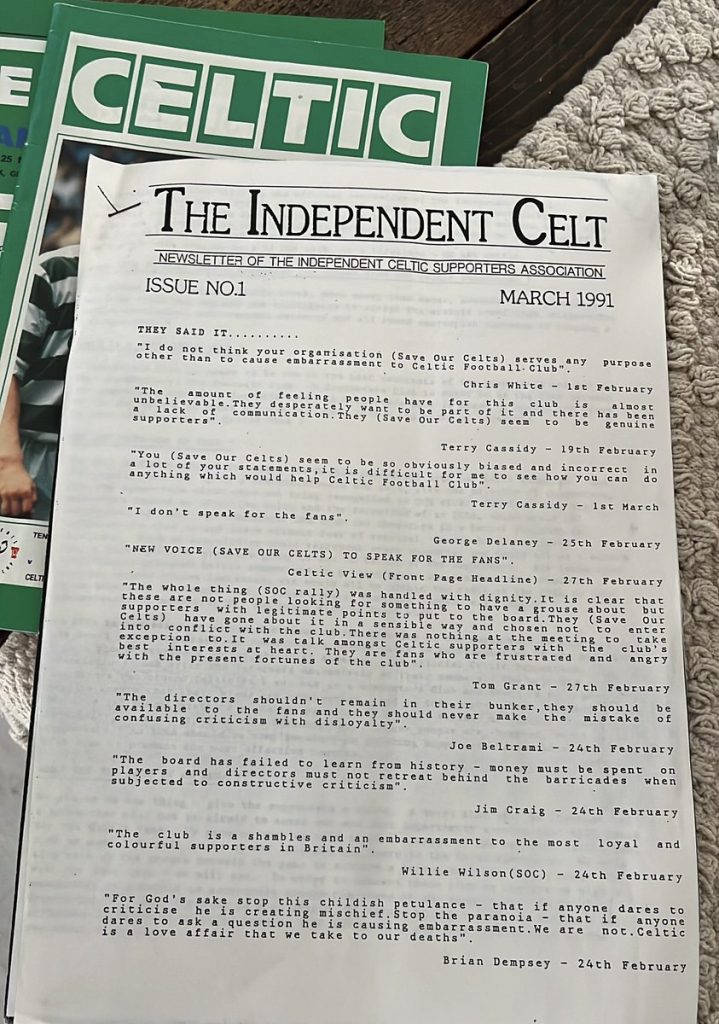 CELTIC
THE INDEPENDENT CELT
NEWSLETTER OF THE INDEPENDENT CELTIC SUPPORTERS ASSOCIATION
ISSUE NO.1
MARCH 1991
THEY SAID IT..........
"I do not think your organisation (Save Our Celts) serves any purpose
other than to cause embarrassment to Celtic Football Club".
Chris White - 1st February
"The amount of feeling people have for this club is almost
unbelievable.They desperately want to be part of it and there has been
a lack of communication.They (Save Our Celts) seem to be genuine
supporters".
Terry Cassidy - 19th February
"You (Save Our Celts) seem to be so obviously biased and incorrect in
a lot of your statements,it is difficult for me to see how you can do
anything which would help Celtic Football Club".
Terry Cassidy - 1st March
"I don't speak for the fans".
George Delaney - 25th February
"NEW VOICE (SAVE OUR CELTS) TO SPEAK FOR THE FANS".
Celtic View (Front Page Headline) - 27th February
"The whole thing (SOC rally) was handled with dignity.It is clear that
these are not people looking for something to have a grouse about but
supporters with legitimate points to put to the board.They (Save Our
Celts) have gone about it in a sensible way and chosen not to enter
into conflict with the club.There was nothing at the meeting to take
exception to.It was talk amongst Celtic supporters with the club's
best interests at heart. They are fans who are frustrated and angry
with the present fortunes of the club".
Tom Grant - 27th February
"The directors shouldn't remain in their bunker,they should be
available to the fans and they should never make the mistake of
confusing criticism with disloyalty".
Joe Beltrami - 24th February
"The board has failed to learn from history - money must be spent on
players and directors must not retreat behind the barricades when
subjected to constructive criticism".
Jim Craig - 24th February
"The club is a shambles and an embarrassment to the most loyal and
colourful supporters in Britain".
Willie Wilson(SOC) - 24th February
"For God's sake stop this childish petulance - that if anyone dares to
criticise he is creating mischief.Stop the paranoia - that if anyone
dares to ask a question he is causing embarrassment.We are not.Celtic
is a love affair that we take to our deaths".
Brian Dempsey - 24th February